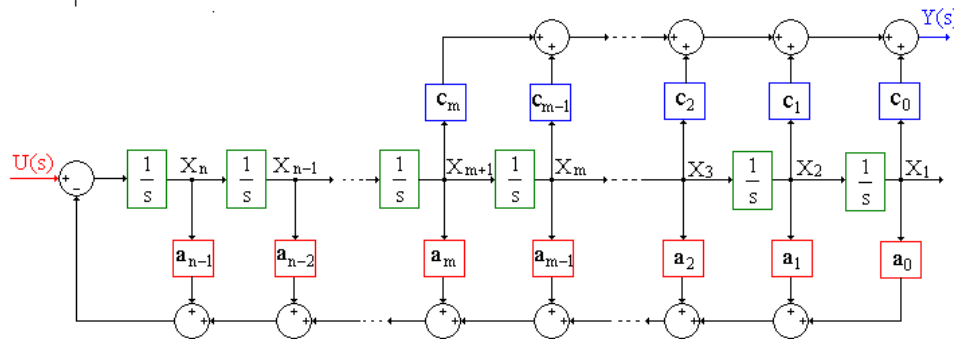 Y(s)
+ + + + + + + +
c_m c_{m-1} c_2 c_1 c_0
U(s) 1/s X_n 1/s X_{n-1} 1/s X_{m+1} 1/s X_m X_3 1/s X_2 1/s X_1
−
a_{n-1} a_{n-2} a_m a_{m-1} a_2 a_1 a_0
+ + + + + + + + + + + +